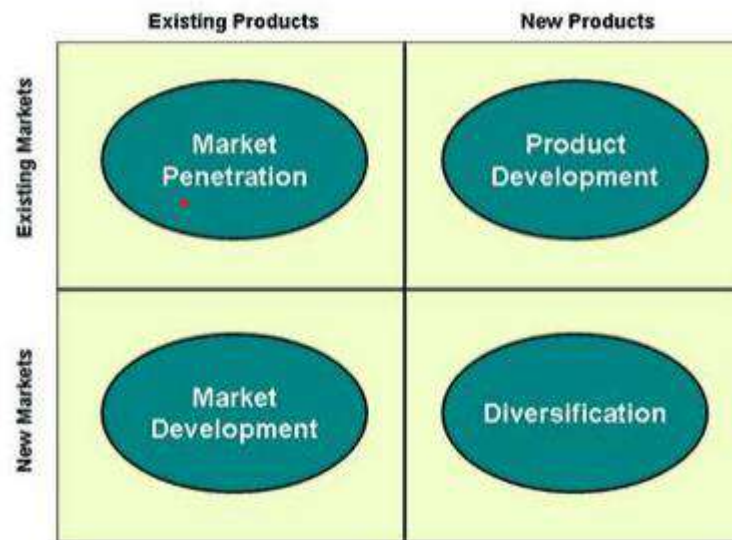 Existing Products
New Products
Existing Markets
Market
Penetration
Product
Development
New Markets
Market
Development
Diversification